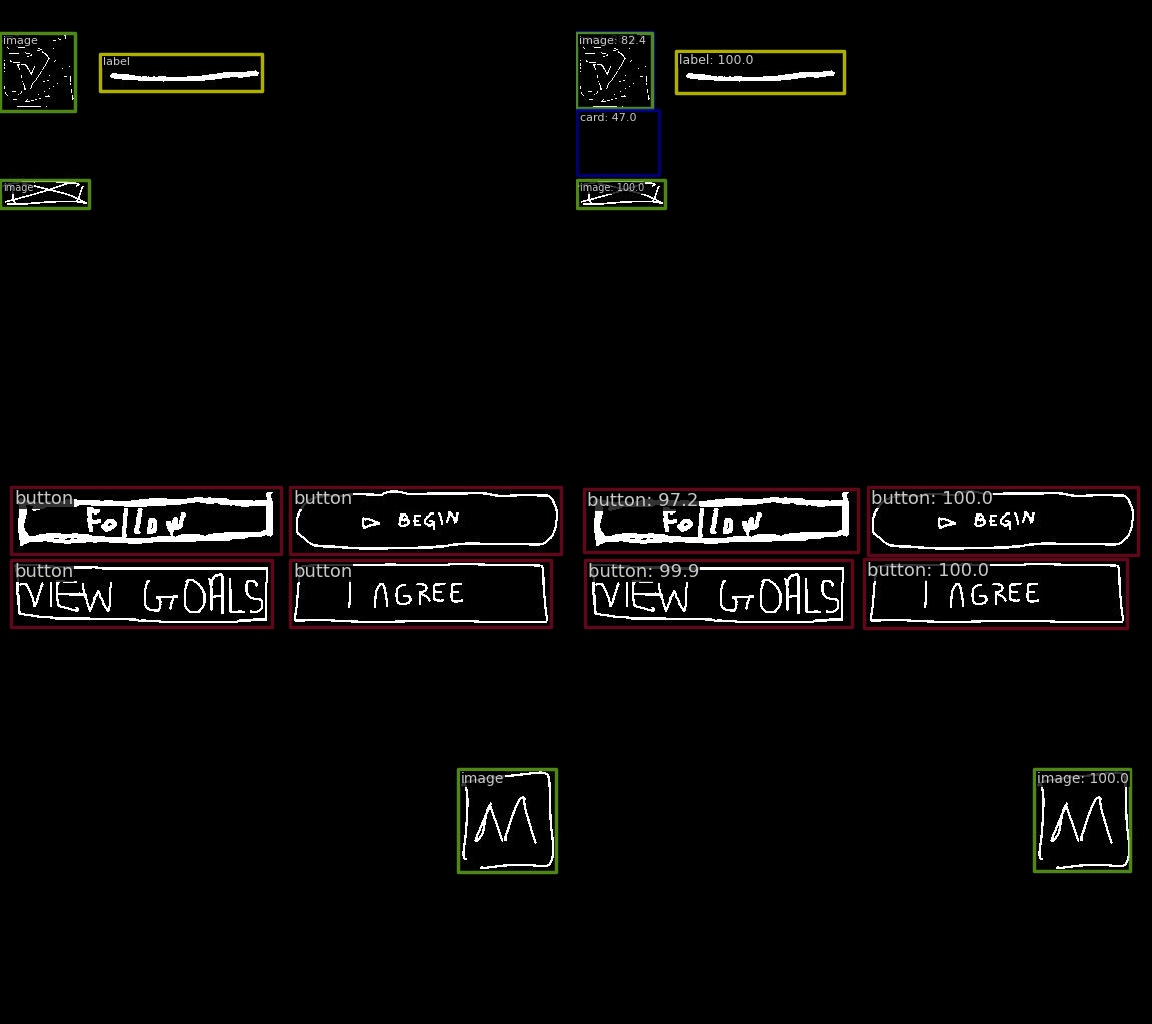 image image: 82.4
label label: 100.0
card: 47.0
image image: 100.0
button button button: 97.2 button: 100.0
Follow ▷ BEGIN Follow ▷ BEGIN
button button button: 99.9 button: 100.0
VIEW GOALS I AGREE VIEW GOALS I AGREE
image image: 100.0
M M